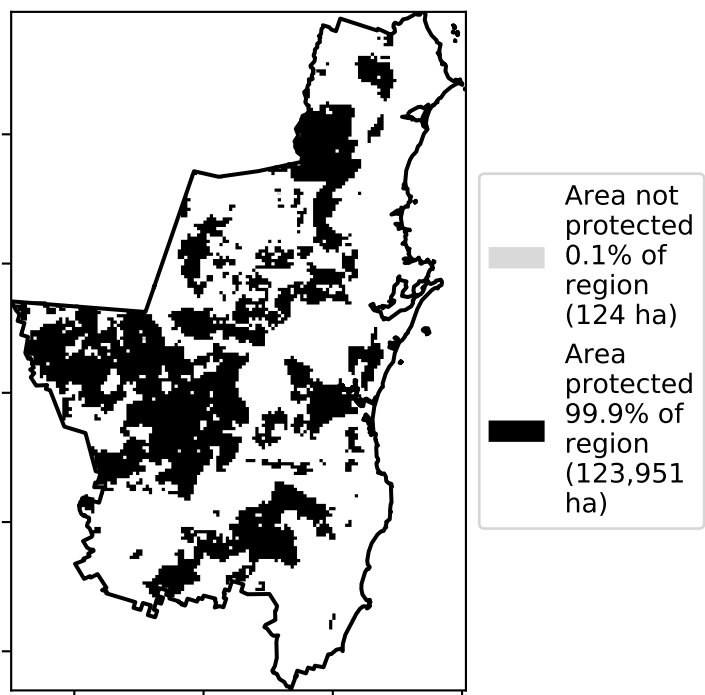 Area not
protected
0.1% of
region
(124 ha)
Area
protected
99.9% of
region
(123,951
ha)